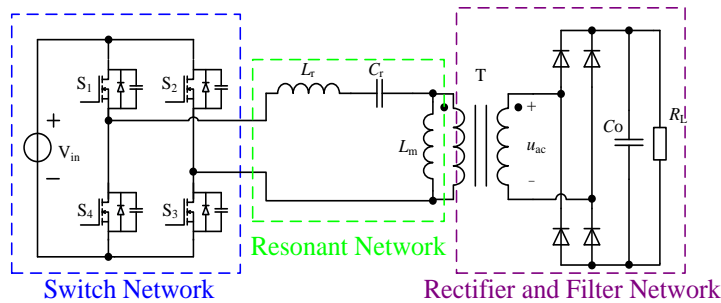 S1
S2
+
Vin
−
S4
S3
Lr
Cr
Lm
T
+
uac
-
Co
RL
Switch Network
Resonant Network
Rectifier and Filter Network